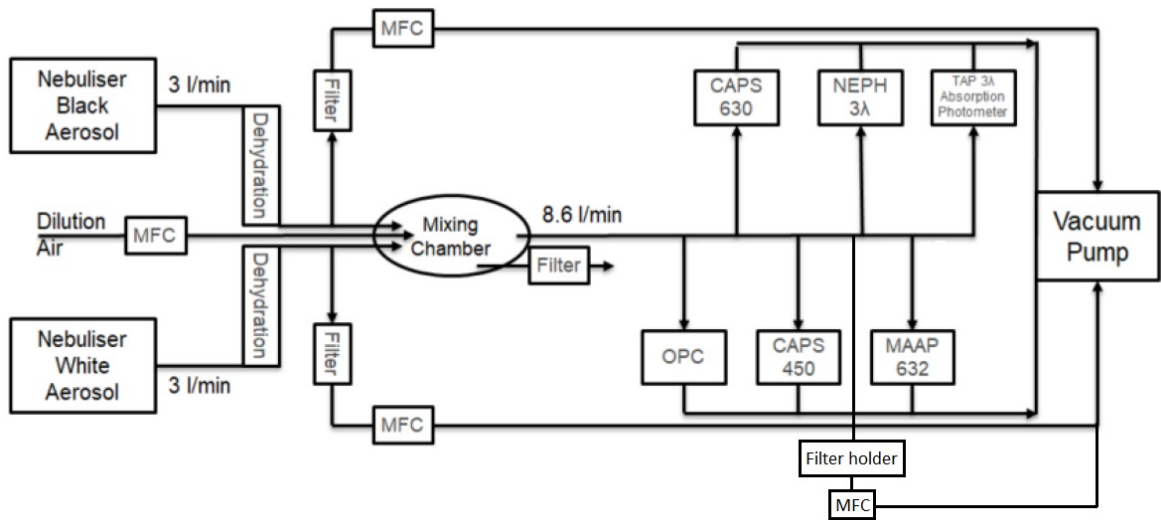 MFC
Nebuliser
Black
Aerosol
3 l/min
Dehydration
Filter
CAPS
630
NEPH
3λ
TAP 3λ
Absorption
Photometer
Dilution
Air
MFC
Mixing
Chamber
8.6 l/min
Filter
Vacuum
Pump
Nebuliser
White
Aerosol
3 l/min
Dehydration
Filter
OPC
CAPS
450
MAAP
632
MFC
Filter holder
MFC